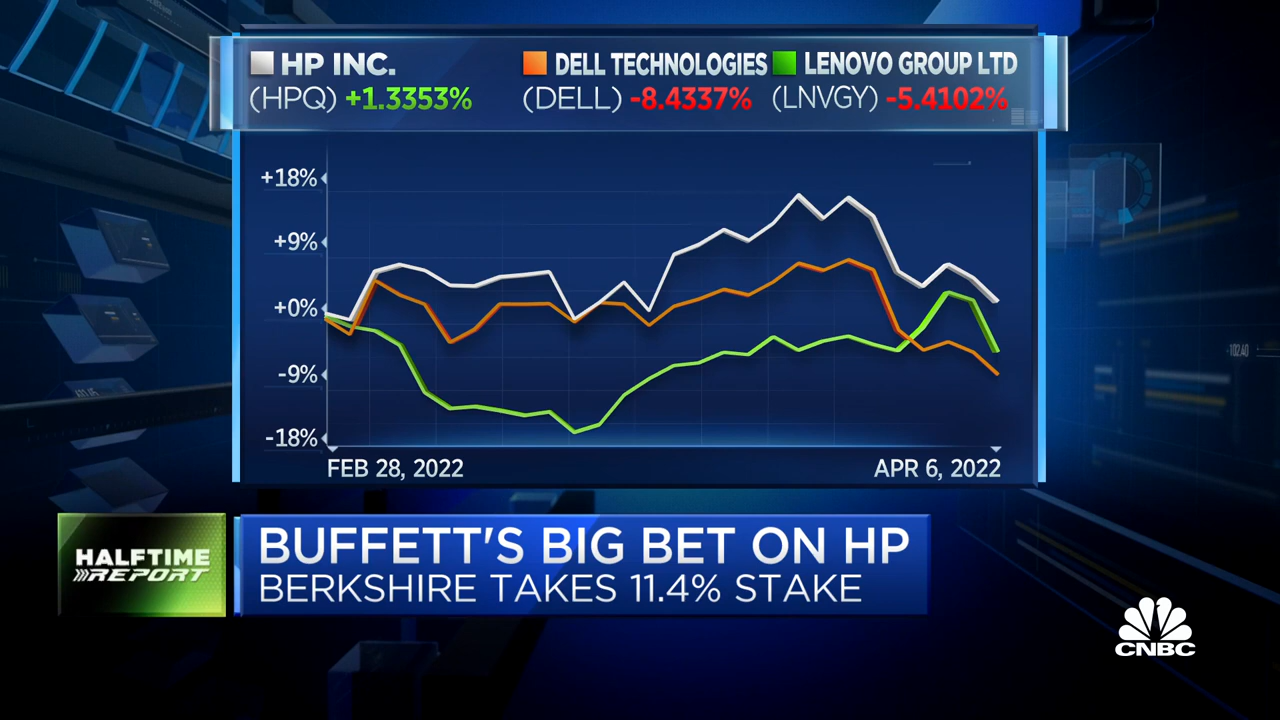 HP INC.
(HPQ) +1.3353%
DELL TECHNOLOGIES
(DELL) -8.4337%
LENOVO GROUP LTD
(LNVGY) -5.4102%
+18%
+9%
+0%
-9%
-18%
FEB 28, 2022
APR 6, 2022
-102.40
HALFTIME
REPORT
BUFFETT'S BIG BET ON HP
BERKSHIRE TAKES 11.4% STAKE
CNBC